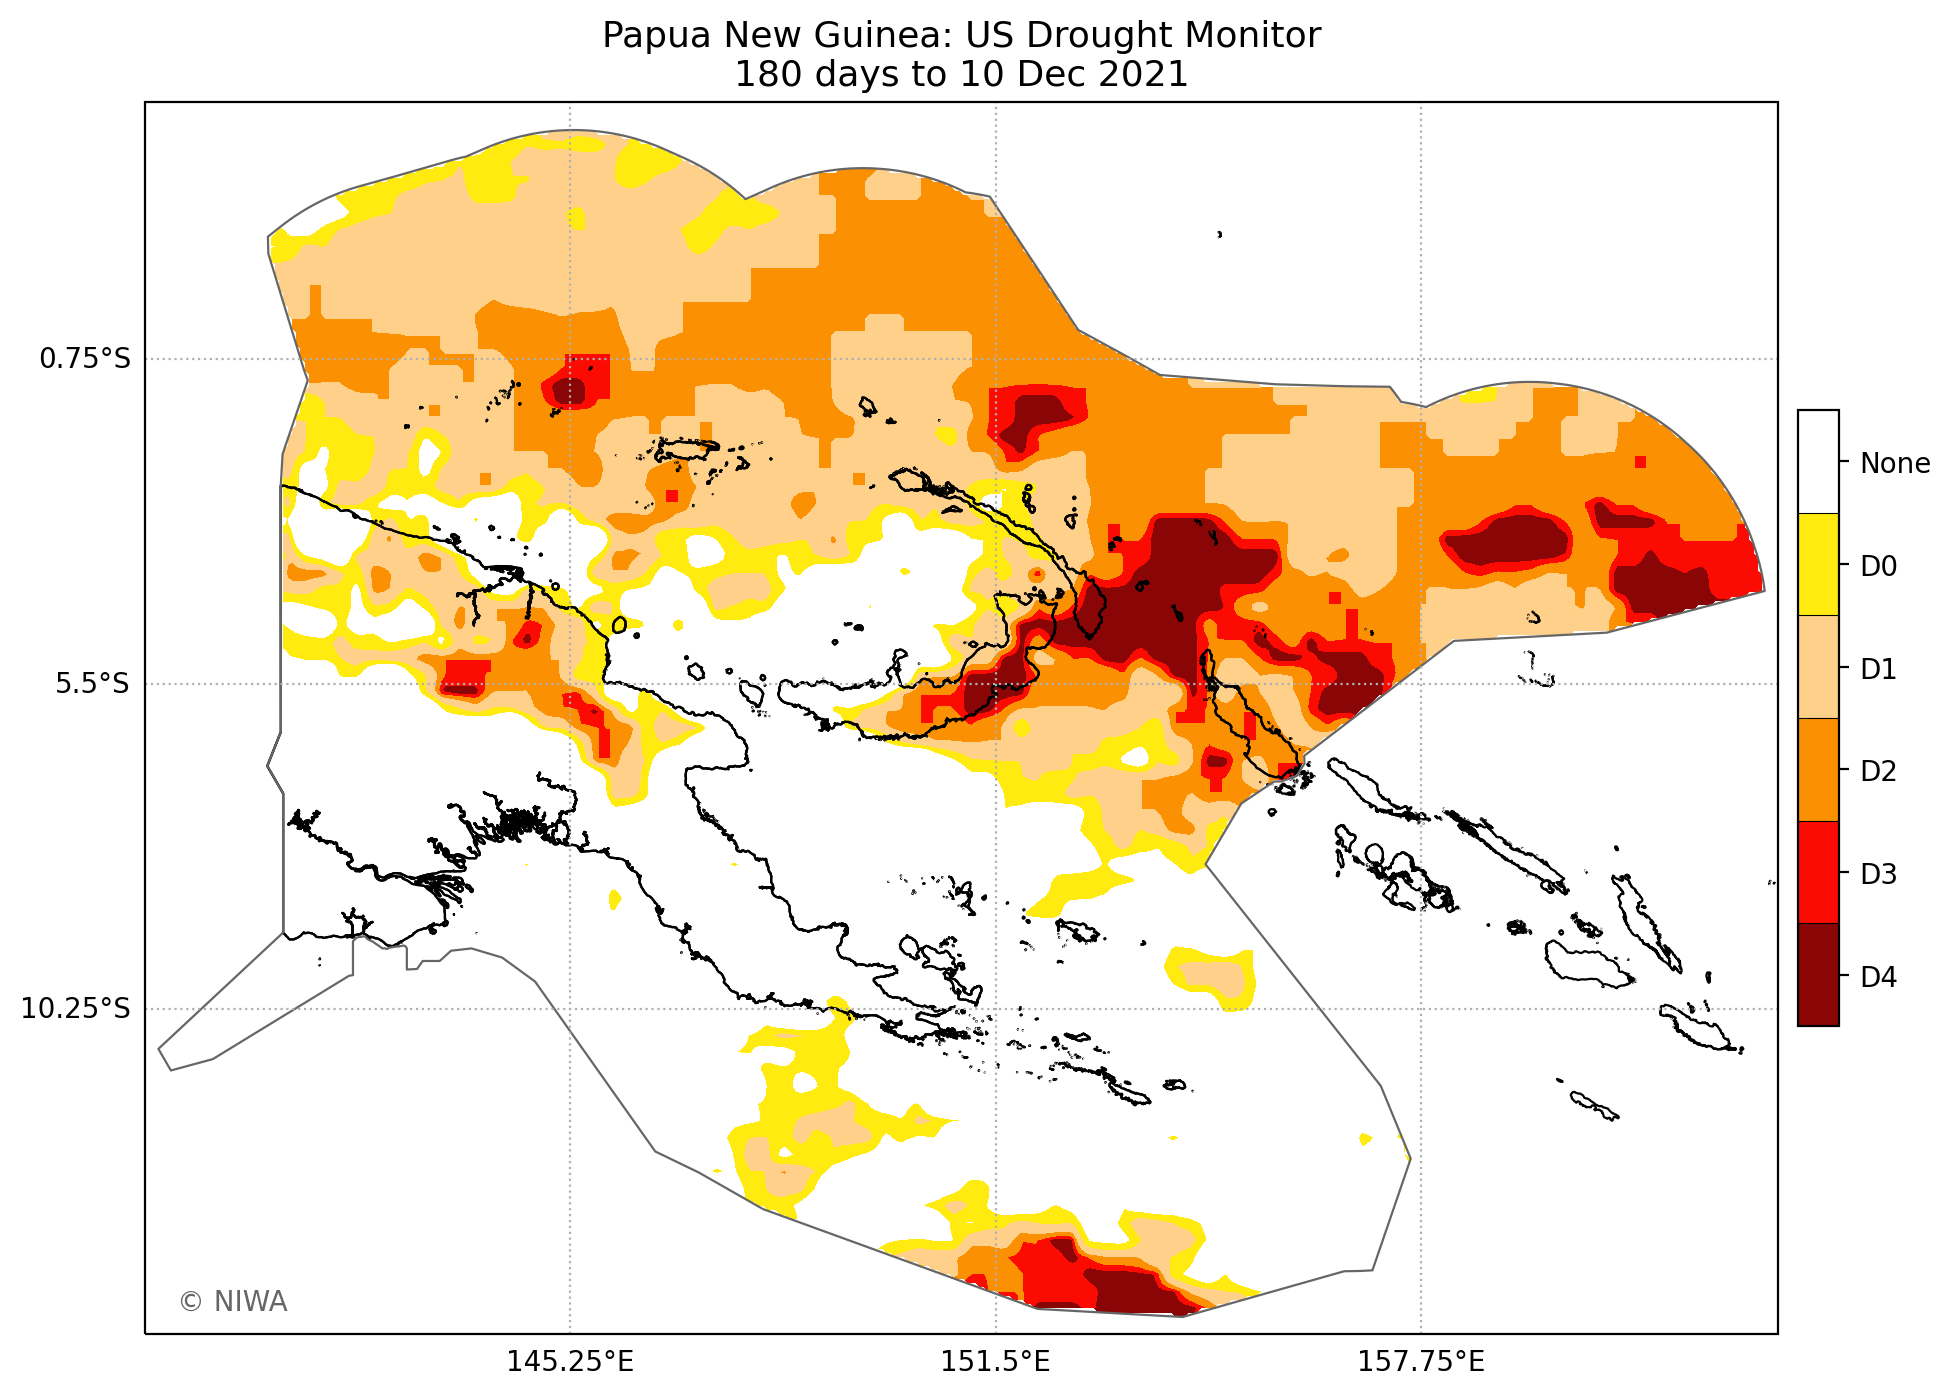 Papua New Guinea: US Drought Monitor
180 days to 10 Dec 2021
0.75°S
5.5°S
10.25°S
145.25°E
151.5°E
157.75°E
None
D0
D1
D2
D3
D4
© NIWA